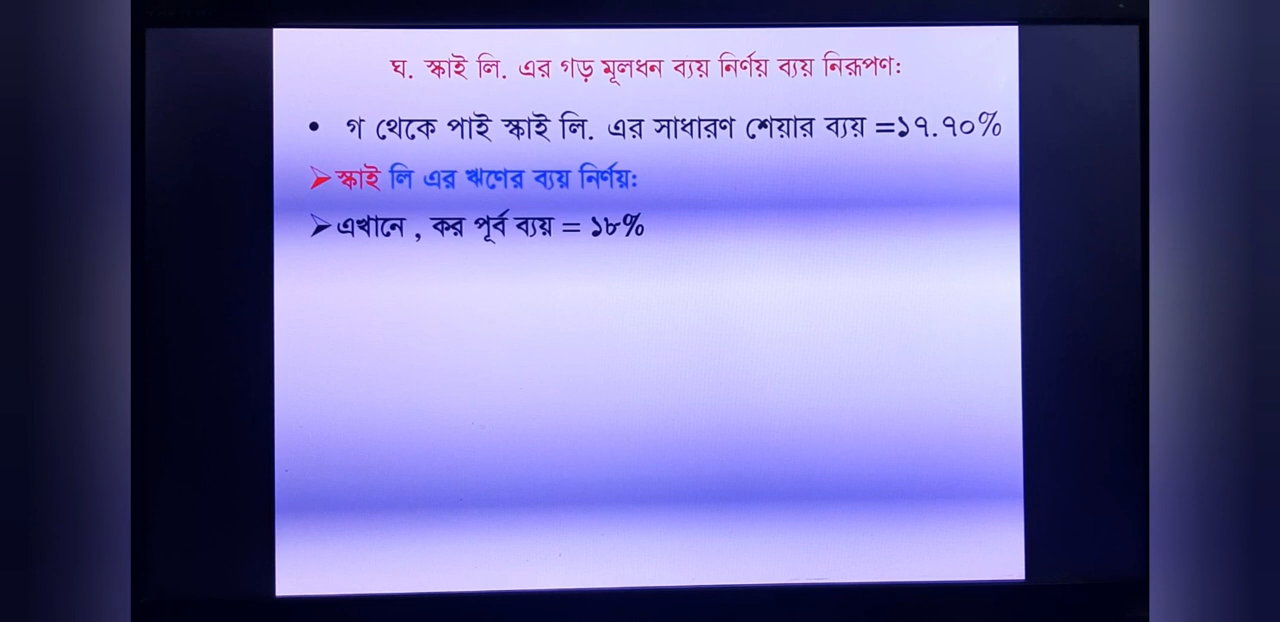 ঘ. স্কাই লি. এর গড় মূলধন ব্যয় নির্ণয় ব্যয় নিরূপণ:
• গ থেকে পাই স্কাই লি. এর সাধারণ শেয়ার ব্যয় =১৭.৭০%
➢স্কাই লি এর ঋণের ব্যয় নির্ণয়:
➢এখানে , কর পূর্ব ব্যয় = ১৮%